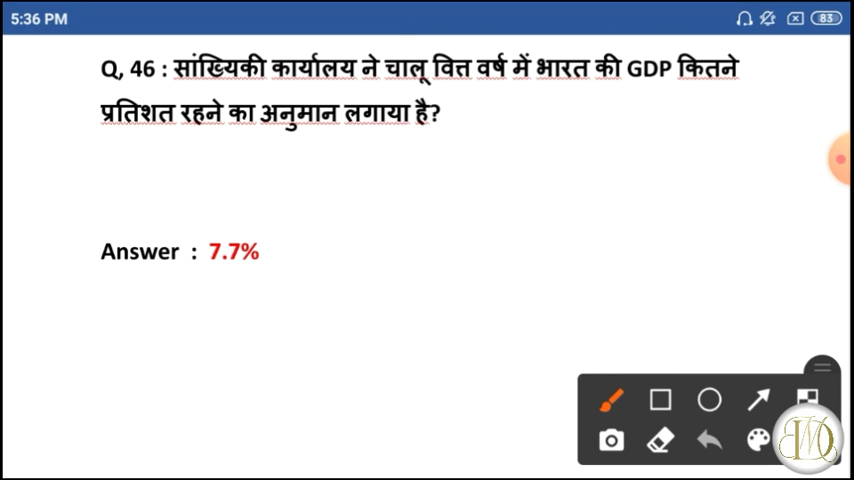 5:36 PM
83
Q, 46 : सांख्यिकी कार्यालय ने चालू वित्त वर्ष में भारत की GDP कितने
प्रतिशत रहने का अनुमान लगाया है?
Answer : 7.7%